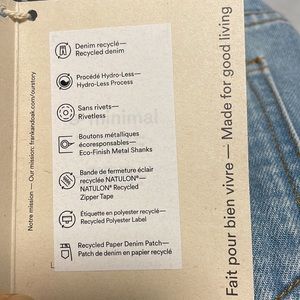 Denim recyclé—
Recycled denim
Procédé Hydro-Less—
Hydro-Less Process
Sans rivets—
Rivetless
minimal
Boutons métalliques
écoresponsables—
Eco-Finish Metal Shanks
Bande de fermeture éclair
recyclée NATULON®—
NATULON® Recycled
Zipper Tape
Étiquette en polyester recyclé—
Recycled Polyester Label
Recycled Paper Denim Patch—
Patch de denim en papier recyclé
Notre mission — Our mission: frankandoak.com/ourstory
Fait pour bien vivre — Made for good living